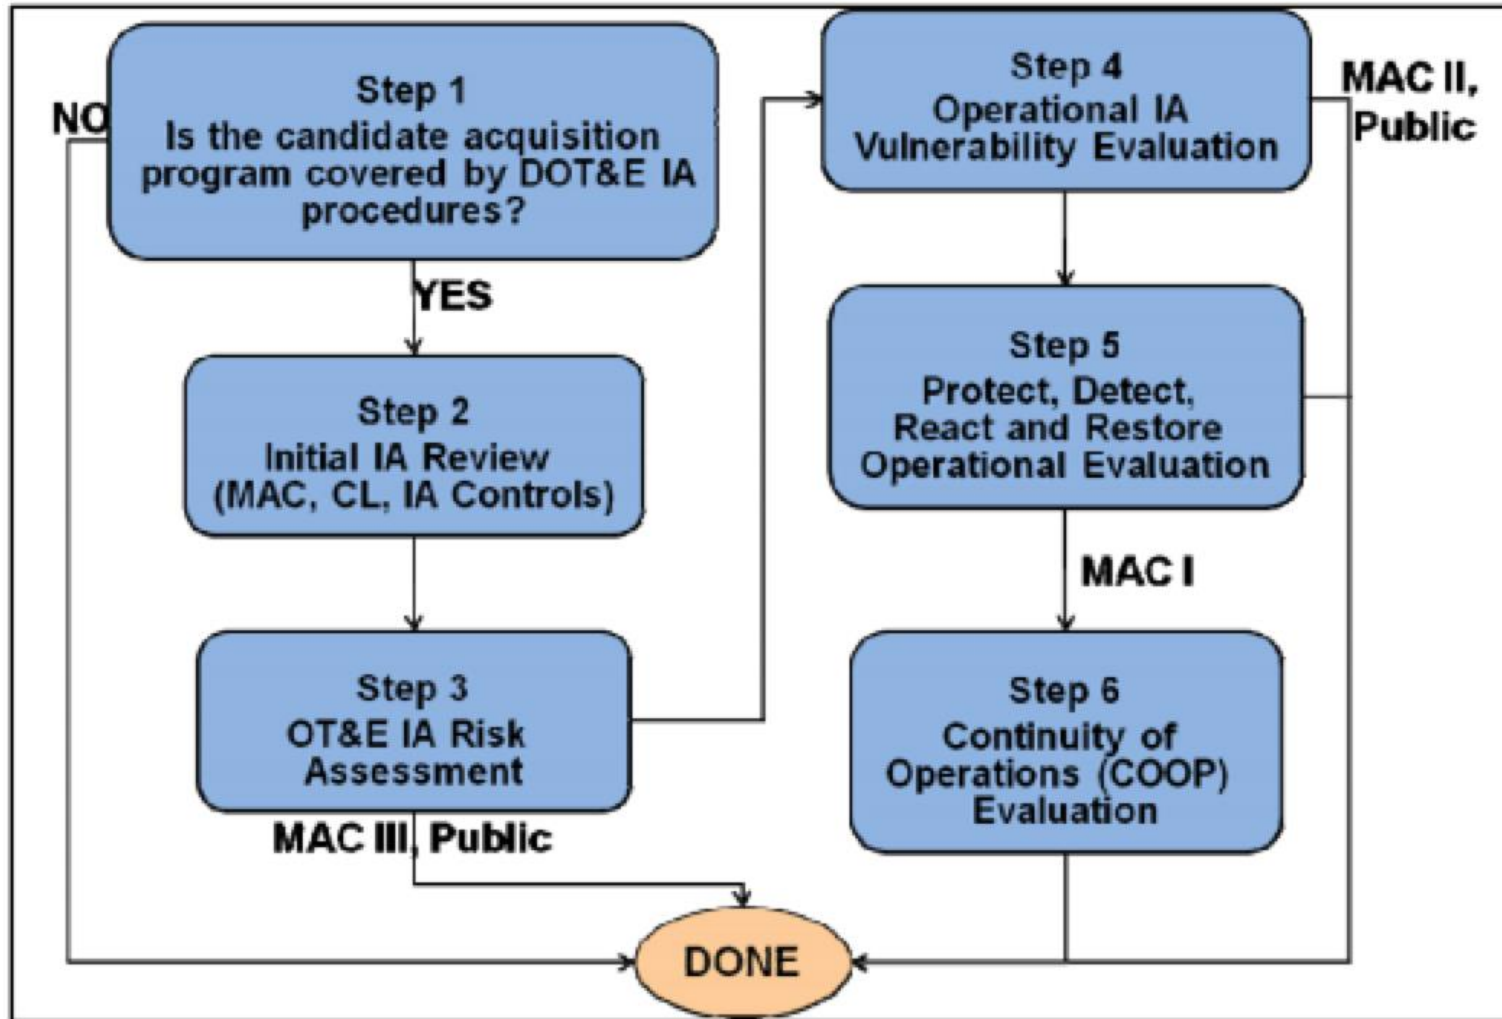 NO
Step 1
Is the candidate acquisition
program covered by DOT&E IA
procedures?
YES
Step 2
Initial IA Review
(MAC, CL, IA Controls)
Step 3
OT&E IA Risk
Assessment
MAC III, Public
Step 4
Operational IA
Vulnerability Evaluation
MAC II,
Public
Step 5
Protect, Detect,
React and Restore
Operational Evaluation
MAC I
Step 6
Continuity of
Operations (COOP)
Evaluation
DONE